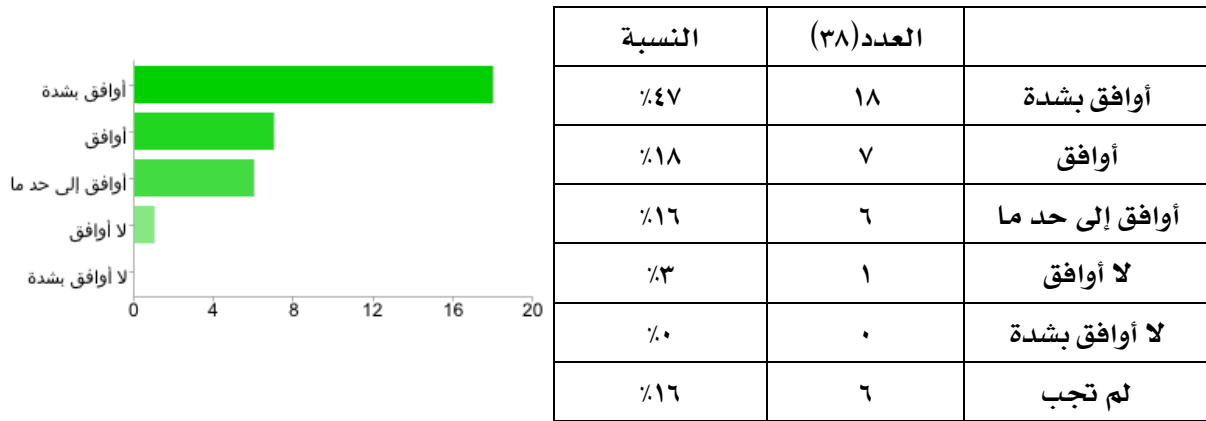 العدد(٣٨) النسبة
أوافق بشدة ١٨ ٤٧٪
أوافق ٧ ١٨٪
أوافق إلى حد ما ٦ ١٦٪
لا أوافق ١ ٣٪
لا أوافق بشدة ٠ ٠٪
لم تجب ٦ ١٦٪
أوافق بشدة
أوافق
أوافق إلى حد ما
لا أوافق
لا أوافق بشدة
0 4 8 12 16 20